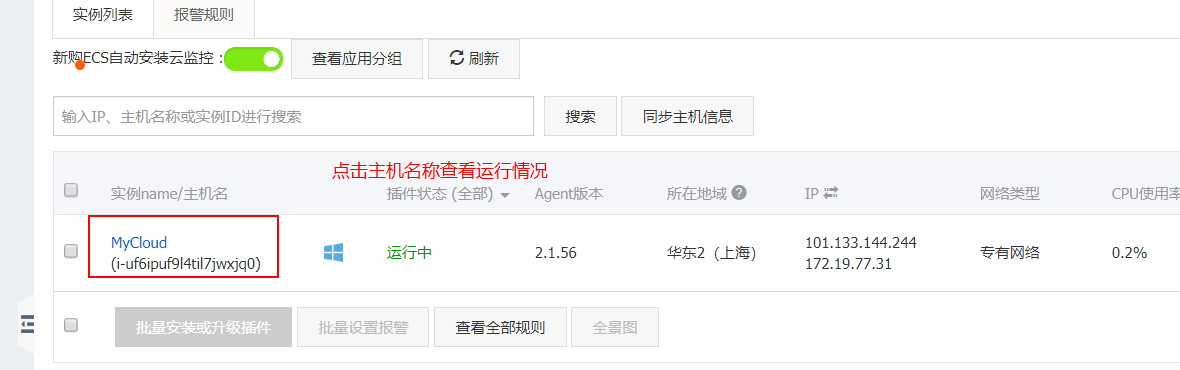 实例列表 报警规则
新购ECS自动安装云监控： 查看应用分组 刷新
输入IP、主机名称或实例ID进行搜索 搜索 同步主机信息
点击主机名称查看运行情况
实例name/主机名 插件状态 (全部) Agent版本 所在地域 IP 网络类型 CPU使用率
MyCloud
(i-uf6ipuf9l4til7jwxjq0) 运行中 2.1.56 华东2（上海） 101.133.144.244
172.19.77.31 专有网络 0.2%
批量安装或升级插件 批量设置报警 查看全部规则 全景图